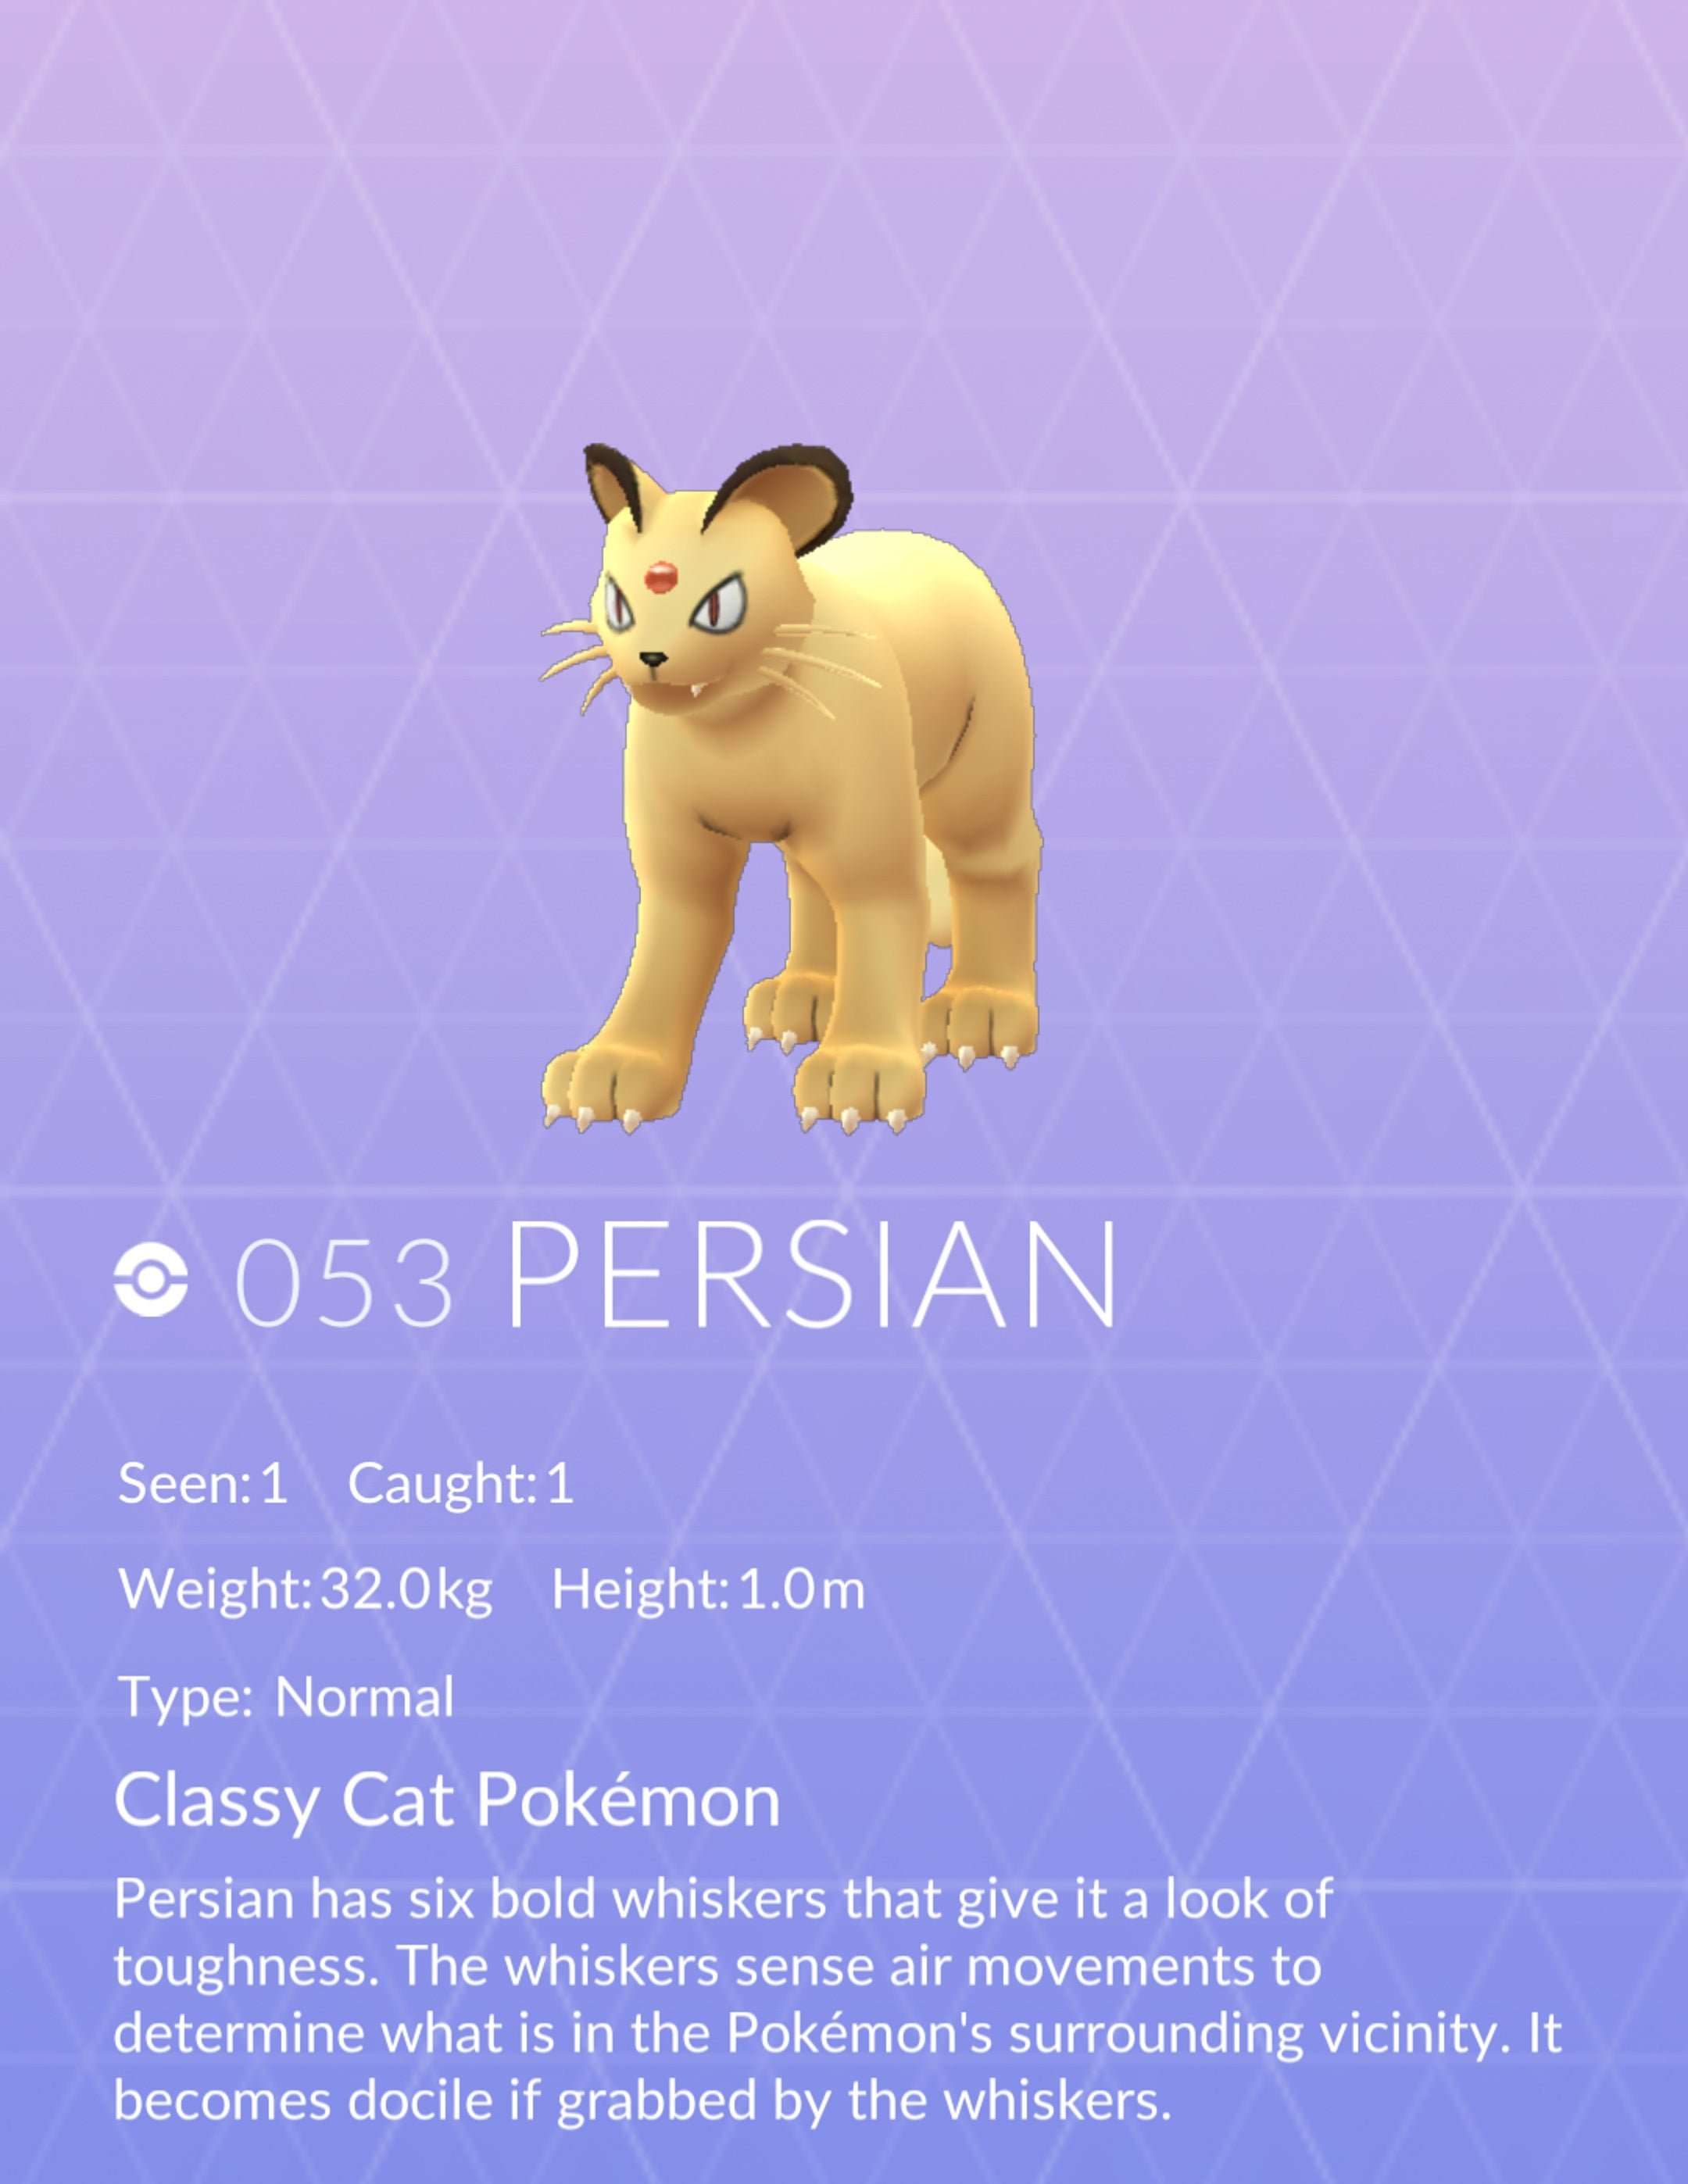 053 PERSIAN
Seen: 1 Caught: 1
Weight: 32.0kg Height: 1.0m
Type: Normal
Classy Cat Pokémon
Persian has six bold whiskers that give it a look of
toughness. The whiskers sense air movements to
determine what is in the Pokémon's surrounding vicinity. It
becomes docile if grabbed by the whiskers.